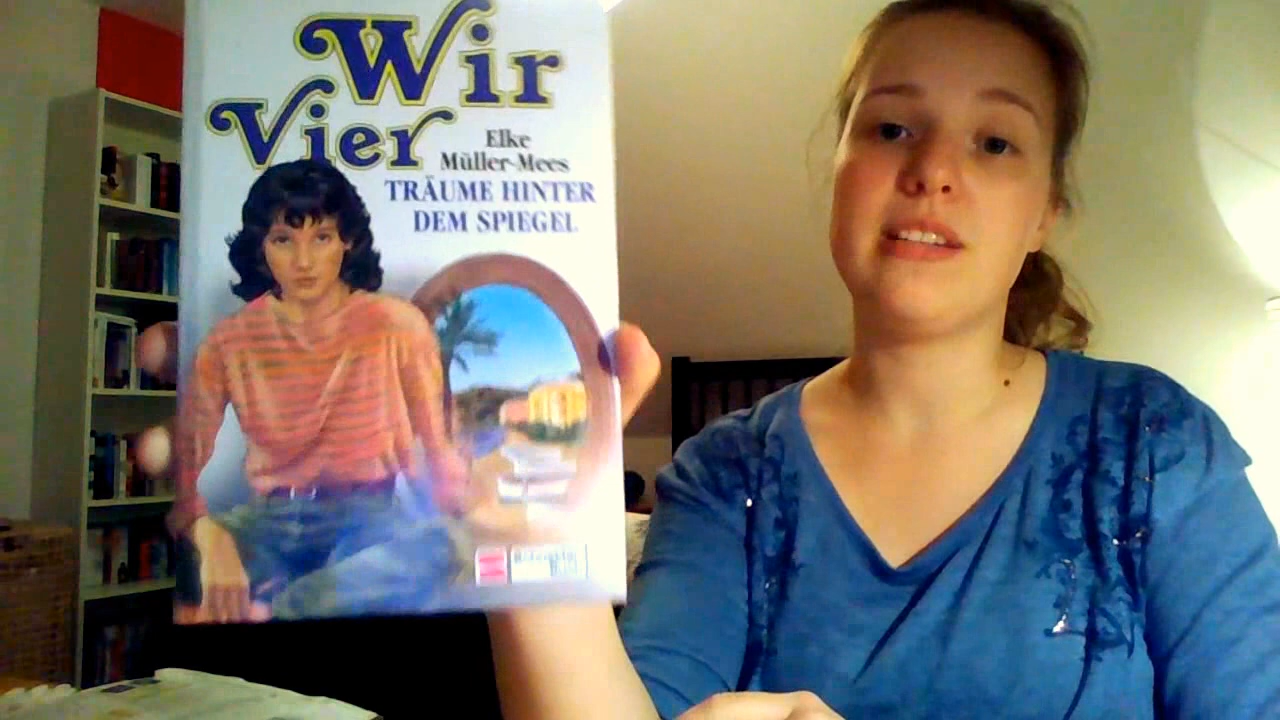 Wir
Vier
Elke
Müller-Mees
TRÄUME HINTER
DEM SPIEGEL